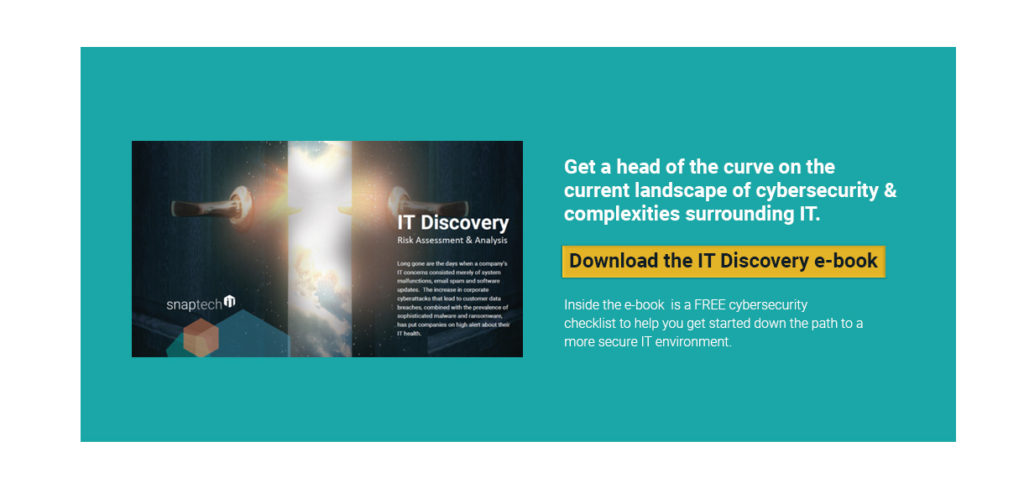 IT Discovery
Risk Assessment & Analysis
Long gone are the days when a company's
IT concerns consisted merely of system
malfunctions, email spam and software
updates. The increase in corporate
cyberattacks that lead to customer data
breaches, combined with the prevalence of
sophisticated malware and ransomware,
has put companies on high alert about their
IT health.
snaptech IT
Get a head of the curve on the
current landscape of cybersecurity &
complexities surrounding IT.
Download the IT Discovery e-book
Inside the e-book is a FREE cybersecurity
checklist to help you get started down the path to a
more secure IT environment.